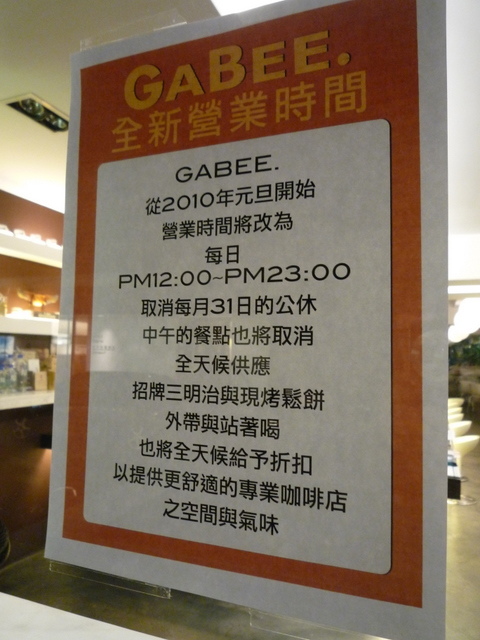 GABEE.
全新營業時間
GABEE.
從2010年元旦開始
營業時間將改為
每日
PM12:00~PM23:00
取消每月31日的公休
中午的餐點也將取消
全天候供應
招牌三明治與現烤鬆餅
外帶與站著喝
也將全天候給予折扣
以提供更舒適的專業咖啡店
之空間與氣味